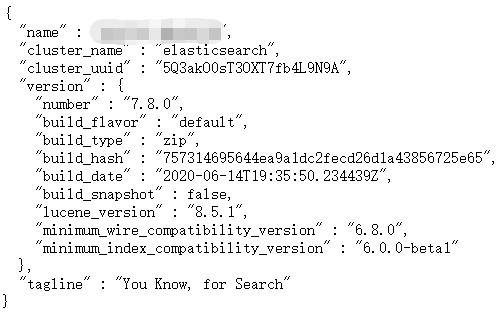 {
  "name" : " ",
  "cluster_name" : "elasticsearch",
  "cluster_uuid" : "5Q3akO0sT3OXT7fb4L9N9A",
  "version" : {
    "number" : "7.8.0",
    "build_flavor" : "default",
    "build_type" : "zip",
    "build_hash" : "757314695644ea9a1dc2fecd26d1a43856725e65",
    "build_date" : "2020-06-14T19:35:50.234439Z",
    "build_snapshot" : false,
    "lucene_version" : "8.5.1",
    "minimum_wire_compatibility_version" : "6.8.0",
    "minimum_index_compatibility_version" : "6.0.0-beta1"
  },
  "tagline" : "You Know, for Search"
}